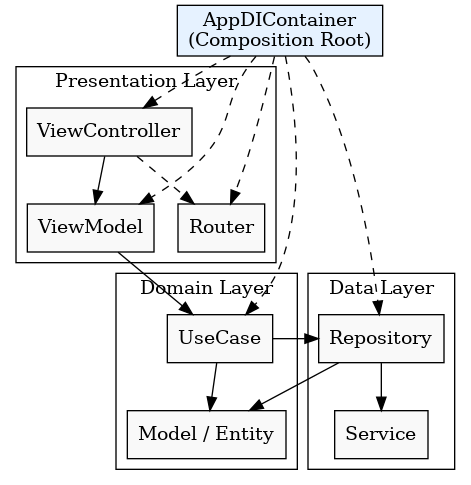 AppDIContainer
(Composition Root)
Presentation Layer
ViewController
ViewModel
Router
Domain Layer
Data Layer
UseCase
Repository
Model / Entity
Service